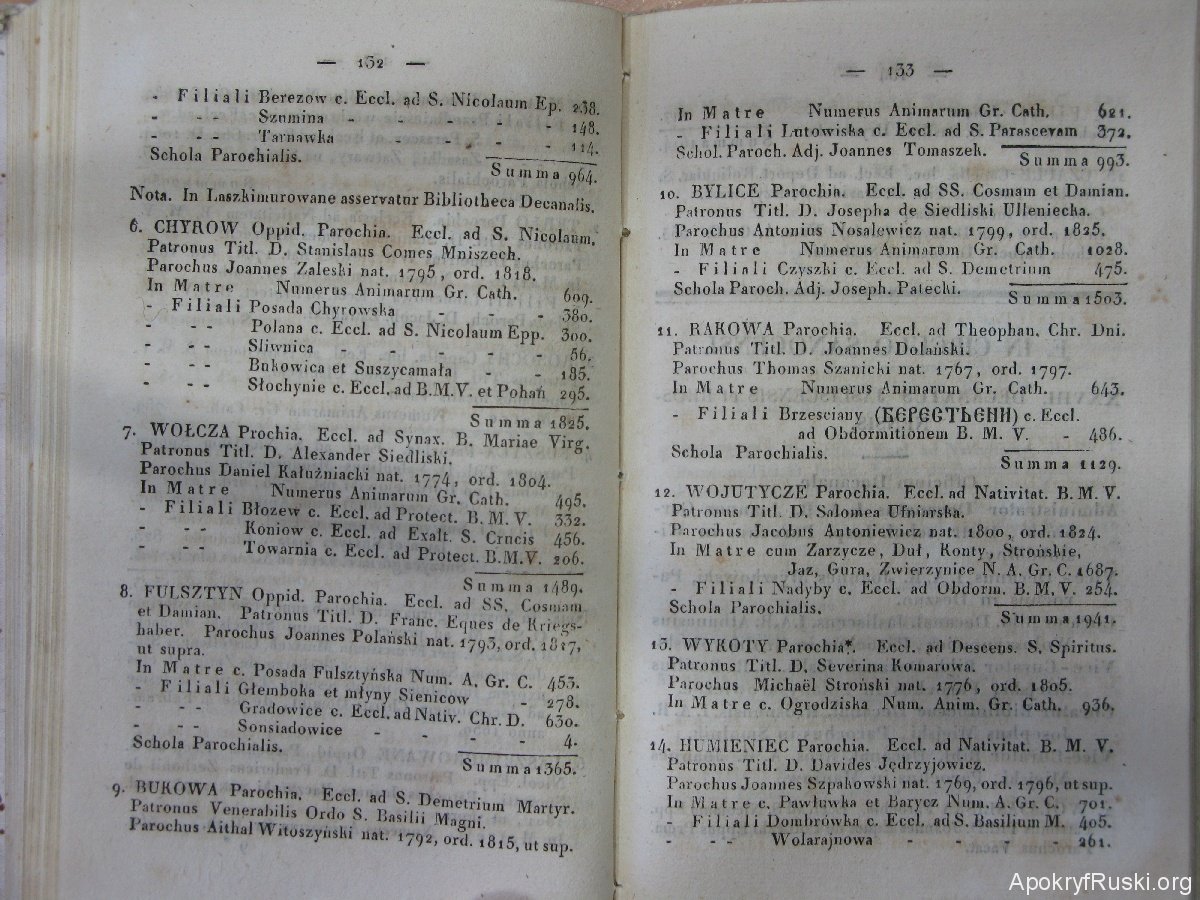 — 132 —
- Filiali Berezow c. Eccl. ad S. Nicolaum Ep. 238.
- - - Szumina - - - - - 148.
- - - Tarnawka - - - - 114.
Schola Parochialis.
Summa 964.
Nota. In Laszkimurowane asservatur Bibliotheca Decanalis.
6. CHYROW Oppid. Parochia. Eccl. ad S. Nicolaum.
Patronus Titl. D. Stanislaus Comes Mniszech.
Parochus Joannes Zaleski nat. 1795, ord. 1818.
In Matre Numerus Animarum Gr. Cath. 609.
- Filiali Posada Chyrowska - - - 380.
- - - Polana c. Eccl. ad S. Nicolaum Epp. 300.
- - - Sliwnica - - - - - 56.
- - - Bukowica et Suszycamała - - 185.
- - - Słochynie c. Eccl. ad B.M.V. et Pohań 295.
Summa 1825.
7. WOŁCZA Prochia. Eccl. ad Synax. B. Mariae Virg.
Patronus Titl. D. Alexander Siedliski.
Parochus Daniel Kałużniacki nat. 1774, ord. 1804.
In Matre Numerus Animarum Gr. Cath. 495.
- Filiali Błozew c. Eccl. ad Protect. B. M. V. 332.
- - - Koniow c. Eccl. ad Exalt. S. Crucis 456.
- - - Towarnia c. Eccl. ad Protect. B.M.V. 206.
Summa 1489.
8. FULSZTYN Oppid. Parochia. Eccl. ad SS. Cosmam
et Damian. Patronus Titl. D. Franc. Eques de Kriegs-
haber. Parochus Joannes Polański nat. 1793, ord. 1817,
ut supra.
In Matre c. Posada Fulsztyńska Num. A. Gr. C. 453.
- Filiali Głemboka et młyny Sienicow - 278.
- - - Gradowice c. Eccl. ad Nativ. Chr. D. 630.
- - - Sonsiadowice - - - - 4.
Schola Parochialis.
Summa 1365.
9. BUKOWA Parochia. Eccl. ad S. Demetrium Martyr.
Patronus Venerabilis Ordo S. Basilii Magni.
Parochus Aithal Witoszyński nat. 1792, ord. 1815, ut sup.
— 133 —
In Matre Numerus Animarum Gr. Cath. 621.
- Filiali Lutowiska c. Eccl. ad S. Parascevam 372.
Schol. Paroch. Adj. Joannes Tomaszek.
Summa 993.
10. BYLICE Parochia. Eccl. ad SS. Cosmam et Damian.
Patronus Titl. D. Josepha de Siedliski Ulleniecka.
Parochus Antonius Nosalewicz nat. 1799, ord. 1825.
In Matre Numerus Animarum Gr. Cath. 1028.
- Filiali Czyszki c. Eccl. ad S. Demetrium 475.
Schola Paroch. Adj. Joseph. Patecki.
Summa 1503.
11. RAKOWA Parochia. Eccl. ad Theophan. Chr. Dni.
Patronus Titl. D. Joannes Dolański.
Parochus Thomas Szanicki nat. 1767, ord. 1797.
In Matre Numerus Animarum Gr. Cath. 643.
- Filiali Brzesciany (БЕРЕСТЬЕНИ) c. Eccl.
ad Obdormitionem B. M. V. - 486.
Schola Parochialis.
Summa 1129.
12. WOJUTYCZE Parochia. Eccl. ad Nativitat. B. M. V.
Patronus Titl. D. Salomea Ufniarska.
Parochus Jacobus Antoniewicz nat. 1800, ord. 1824.
In Matre cum Zarzycze, Duł, Konty, Strońskie,
Jaz, Gura, Zwierzynice N. A. Gr. C. 1687.
- Filiali Nadyby c. Eccl. ad Obdorm. B. M. V. 254.
Schola Parochialis.
Summa 1941.
13. WYKOTY Parochia*. Eccl. ad Descens. S. Spiritus.
Patronus Titl. D. Severina Komarowa.
Parochus Michaël Stroński nat. 1776, ord. 1805.
In Matre c. Ogrodziska Num. Anim. Gr. Cath. 936.
14. HUMIENIEC Parochia. Eccl. ad Nativitat. B. M. V.
Patronus Titl. D. Davides Jędrzyjowicz.
Parochus Joannes Szpakowski nat. 1769, ord. 1796, ut sup.
In Matre c. Pawłuwka et Barycz Num. A. Gr. C. 701.
- Filiali Dombrówka c. Eccl. ad S. Basilium M. 405.
- - - Wolarajnowa - - - - 261.
ApokryfRuski.org